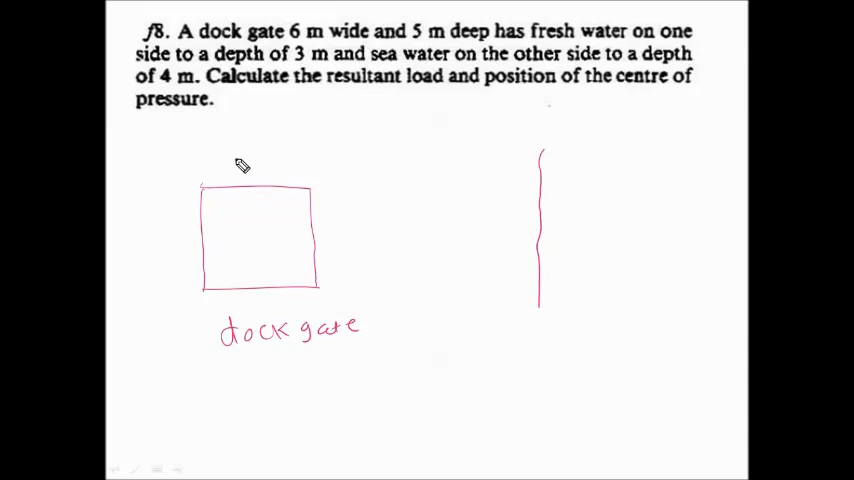 f8. A dock gate 6 m wide and 5 m deep has fresh water on one
side to a depth of 3 m and sea water on the other side to a depth
of 4 m. Calculate the resultant load and position of the centre of
pressure.
dock gate